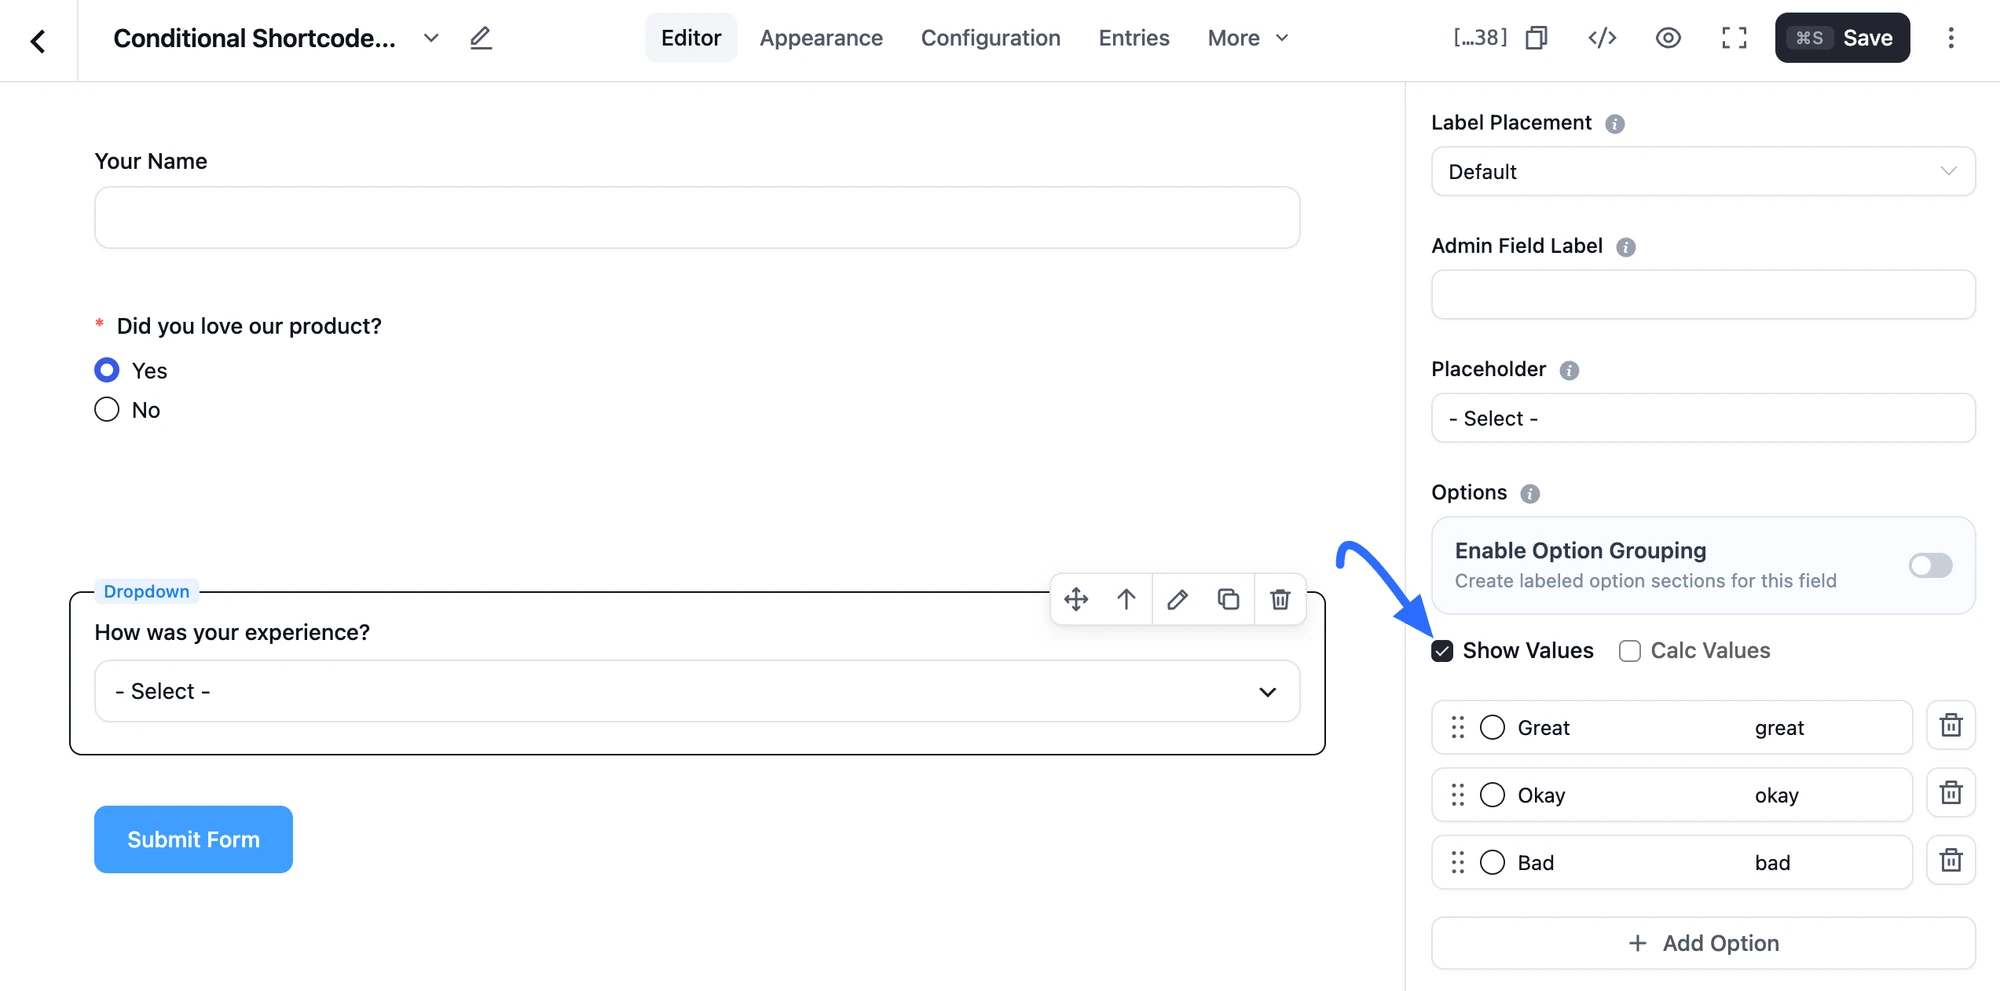 Conditional Shortcode...
Editor
Appearance
Configuration
Entries
More
[...38]
⌘S Save
Your Name
* Did you love our product?
Yes
No
Dropdown
How was your experience?
- Select -
Submit Form
Label Placement
Default
Admin Field Label
Placeholder
- Select -
Options
Enable Option Grouping
Create labeled option sections for this field
Show Values
Calc Values
Great great
Okay okay
Bad bad
+ Add Option